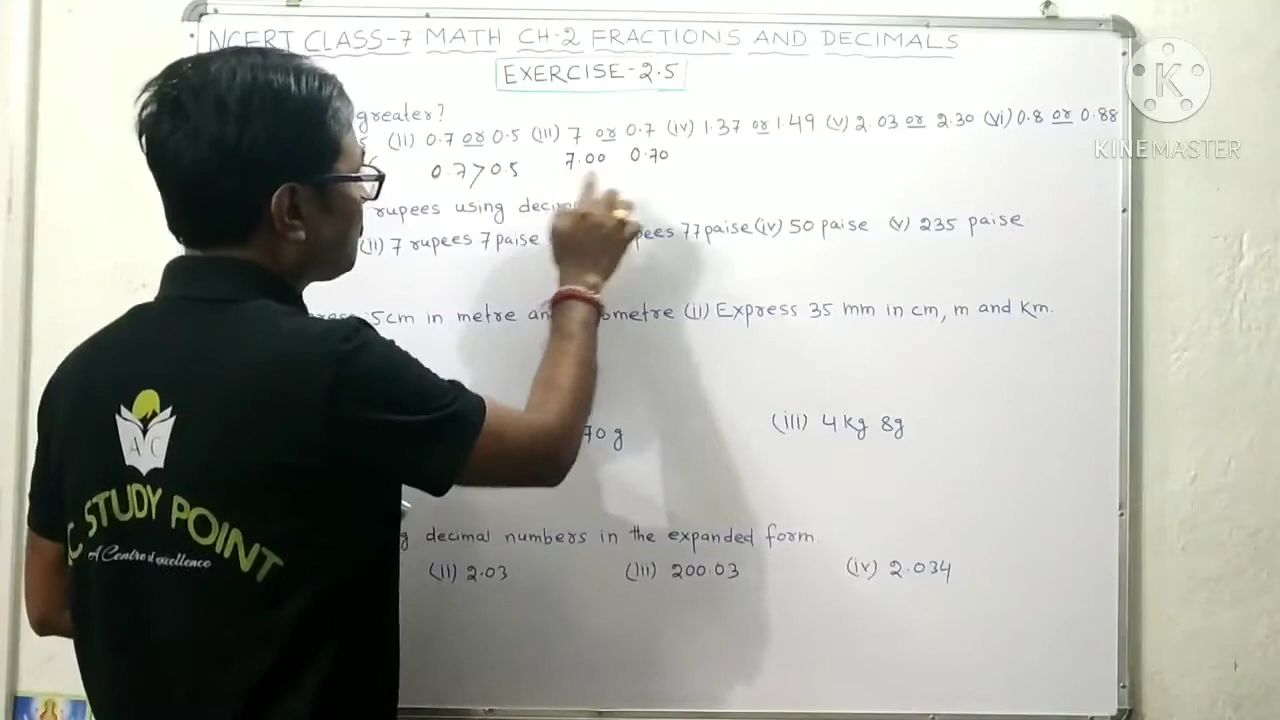 NCERT CLASS-7 MATH CH-2 FRACTIONS AND DECIMALS
EXERCISE-2.5
greater?
(ii) 0.7 or 0.5 (iii) 7 or 0.7 (iv) 1.37 or 1.49 (v) 2.03 or 2.30 (vi) 0.8 or 0.88
0.7>0.5 7.00 0.70
rupees using
(ii) 7 rupees 7 paise 77 paise (iv) 50 paise (v) 235 paise
5cm in metre (ii) Express 35 mm in cm, m and km.
70 g (iii) 4 kg 8g
decimal numbers in the expanded form
(ii) 2.03 (iii) 200.03 (iv) 2.034
K
KINEMASTER
AC
STUDY POINT
A Centre of excellence